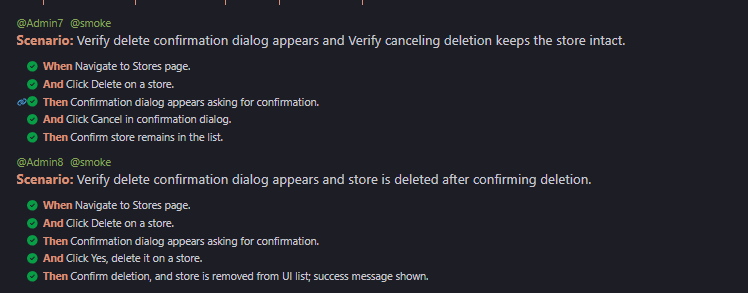 @Admin7 @smoke
Scenario: Verify delete confirmation dialog appears and Verify canceling deletion keeps the store intact.
When Navigate to Stores page.
And Click Delete on a store.
Then Confirmation dialog appears asking for confirmation.
And Click Cancel in confirmation dialog.
Then Confirm store remains in the list.
@Admin8 @smoke
Scenario: Verify delete confirmation dialog appears and store is deleted after confirming deletion.
When Navigate to Stores page.
And Click Delete on a store.
Then Confirmation dialog appears asking for confirmation.
And Click Yes, delete it on a store.
Then Confirm deletion, and store is removed from UI list; success message shown.